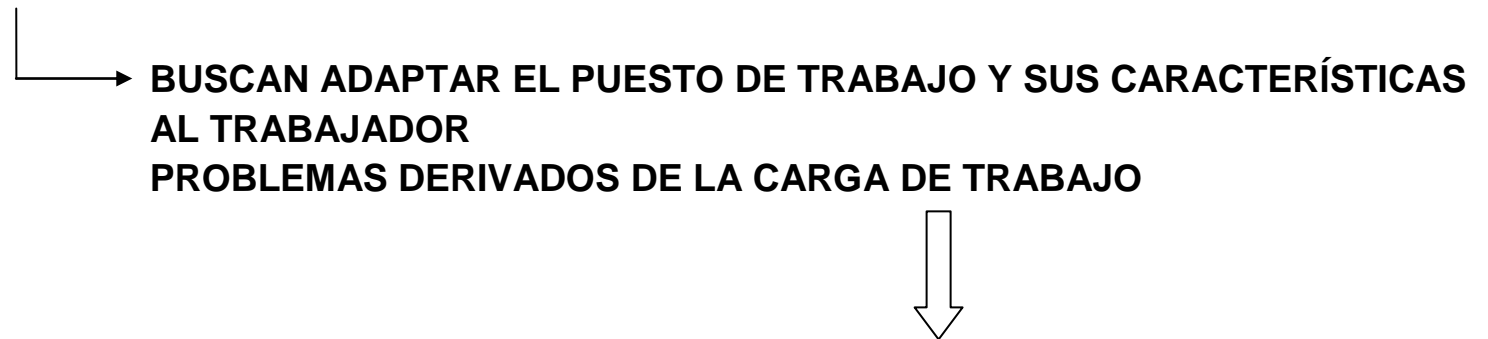 BUSCAN ADAPTAR EL PUESTO DE TRABAJO Y SUS CARACTERÍSTICAS
AL TRABAJADOR
PROBLEMAS DERIVADOS DE LA CARGA DE TRABAJO